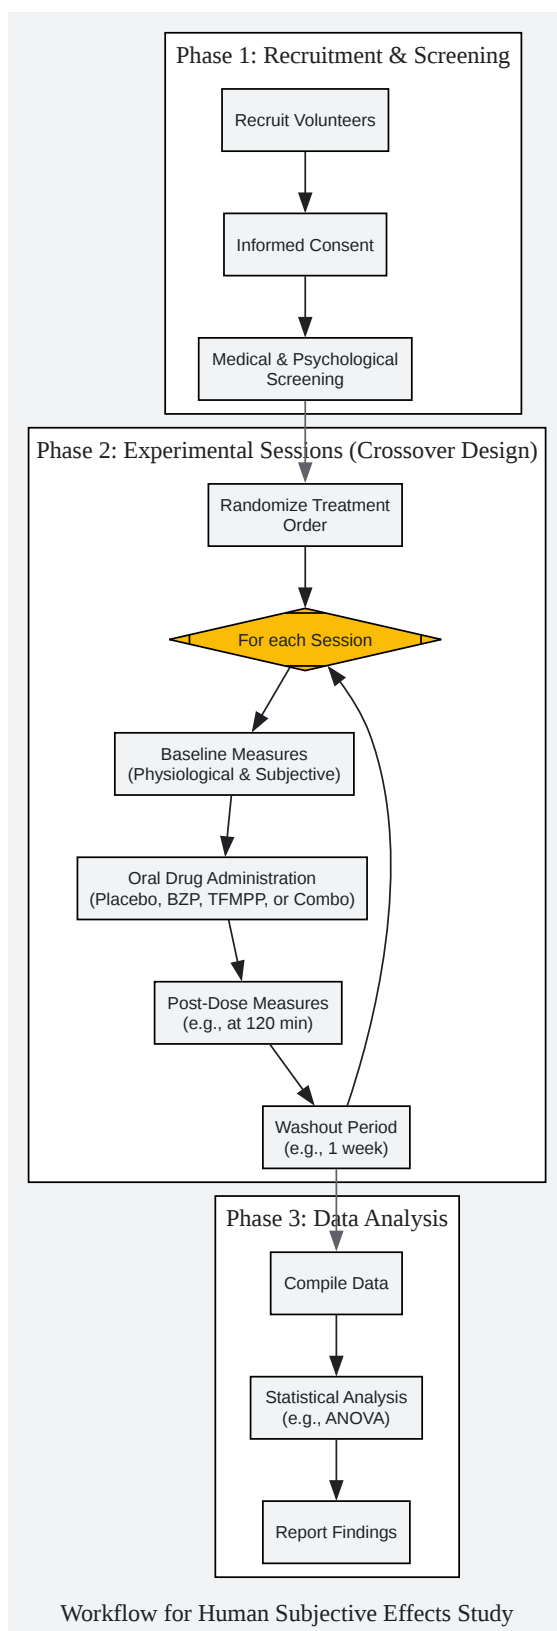 Phase 1: Recruitment & Screening
Recruit Volunteers
Informed Consent
Medical & Psychological
Screening
Phase 2: Experimental Sessions (Crossover Design)
Randomize Treatment
Order
For each Session
Baseline Measures
(Physiological & Subjective)
Oral Drug Administration
(Placebo, BZP, TFMPP, or Combo)
Post-Dose Measures
(e.g., at 120 min)
Washout Period
(e.g., 1 week)
Phase 3: Data Analysis
Compile Data
Statistical Analysis
(e.g., ANOVA)
Report Findings
Workflow for Human Subjective Effects Study